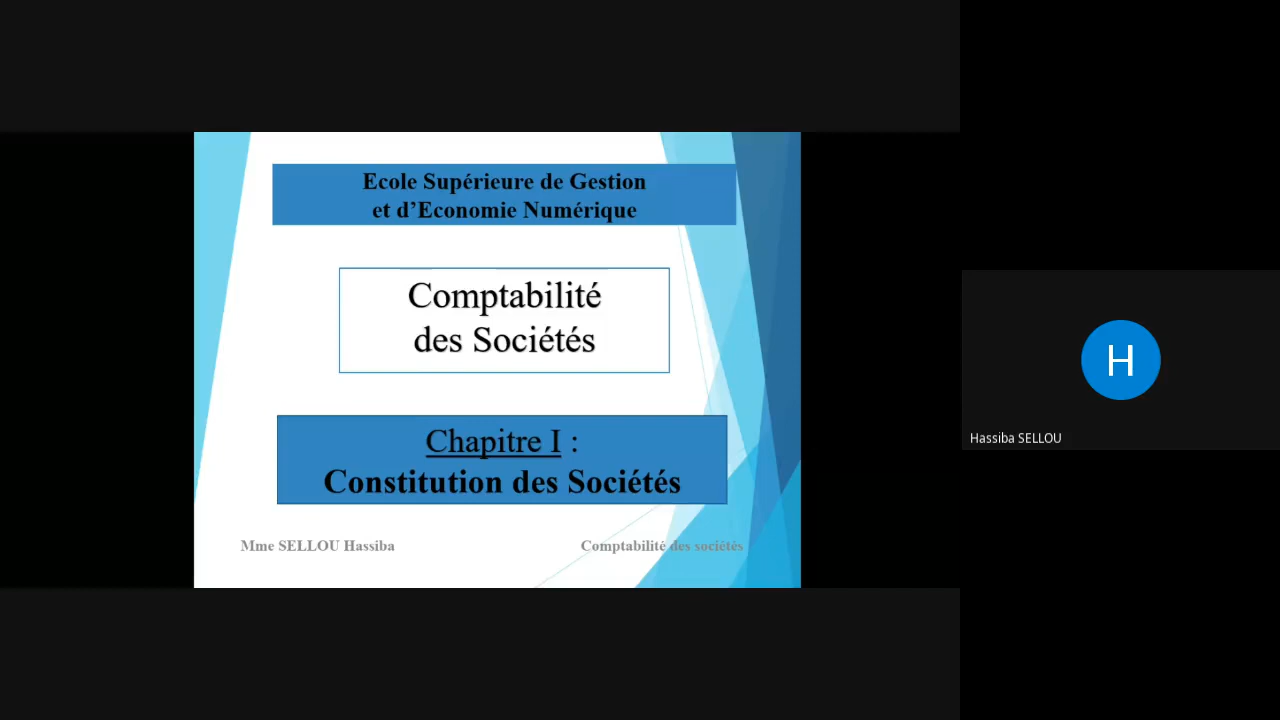 Ecole Supérieure de Gestion
et d’Economie Numérique
Comptabilité
des Sociétés
Chapitre I :
Constitution des Sociétés
Mme SELLOU Hassiba
Comptabilité des sociétés
H
Hassiba SELLOU